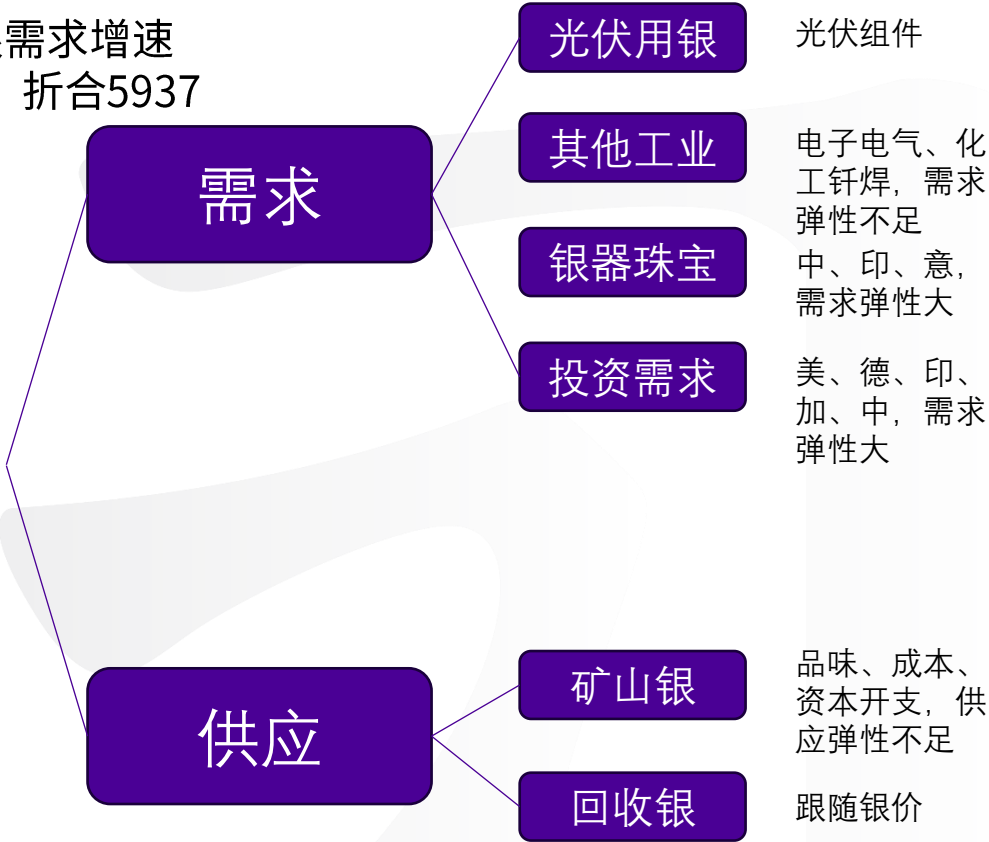 需求增速
折合5937
需求
光伏用银
光伏组件
其他工业
电子电气、化
工钎焊，需求
弹性不足
银器珠宝
中、印、意，
需求弹性大
投资需求
美、德、印、
加、中，需求
弹性大
供应
矿山银
品味、成本、
资本开支，供
应弹性不足
回收银
跟随银价